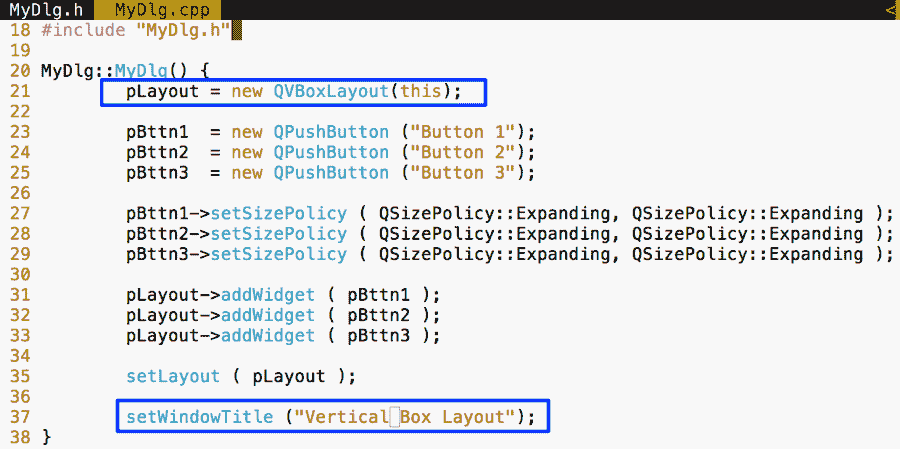 MyDlg.h MyDlg.cpp <
18 #include "MyDlg.h"
19
20 MyDlg::MyDlg() {
21 pLayout = new QVBoxLayout(this);
22
23 pBttn1 = new QPushButton ("Button 1");
24 pBttn2 = new QPushButton ("Button 2");
25 pBttn3 = new QPushButton ("Button 3");
26
27 pBttn1->setSizePolicy ( QSizePolicy::Expanding, QSizePolicy::Expanding );
28 pBttn2->setSizePolicy ( QSizePolicy::Expanding, QSizePolicy::Expanding );
29 pBttn3->setSizePolicy ( QSizePolicy::Expanding, QSizePolicy::Expanding );
30
31 pLayout->addWidget ( pBttn1 );
32 pLayout->addWidget ( pBttn2 );
33 pLayout->addWidget ( pBttn3 );
34
35 setLayout ( pLayout );
36
37 setWindowTitle ("Vertical Box Layout");
38 }